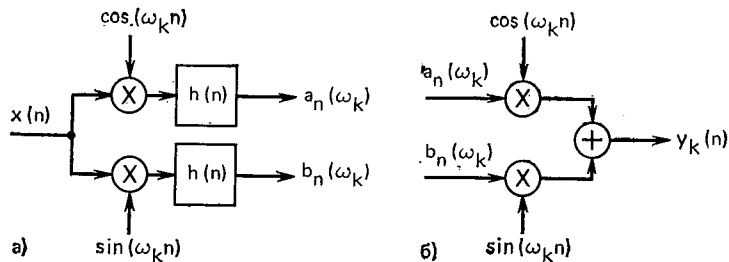 cos(ω_k n)
x(n)
X
h(n)
a_n(ω_k)
X
h(n)
b_n(ω_k)
sin(ω_k n)
а)
cos(ω_k n)
a_n(ω_k)
X
+
y_k(n)
b_n(ω_k)
X
sin(ω_k n)
б)